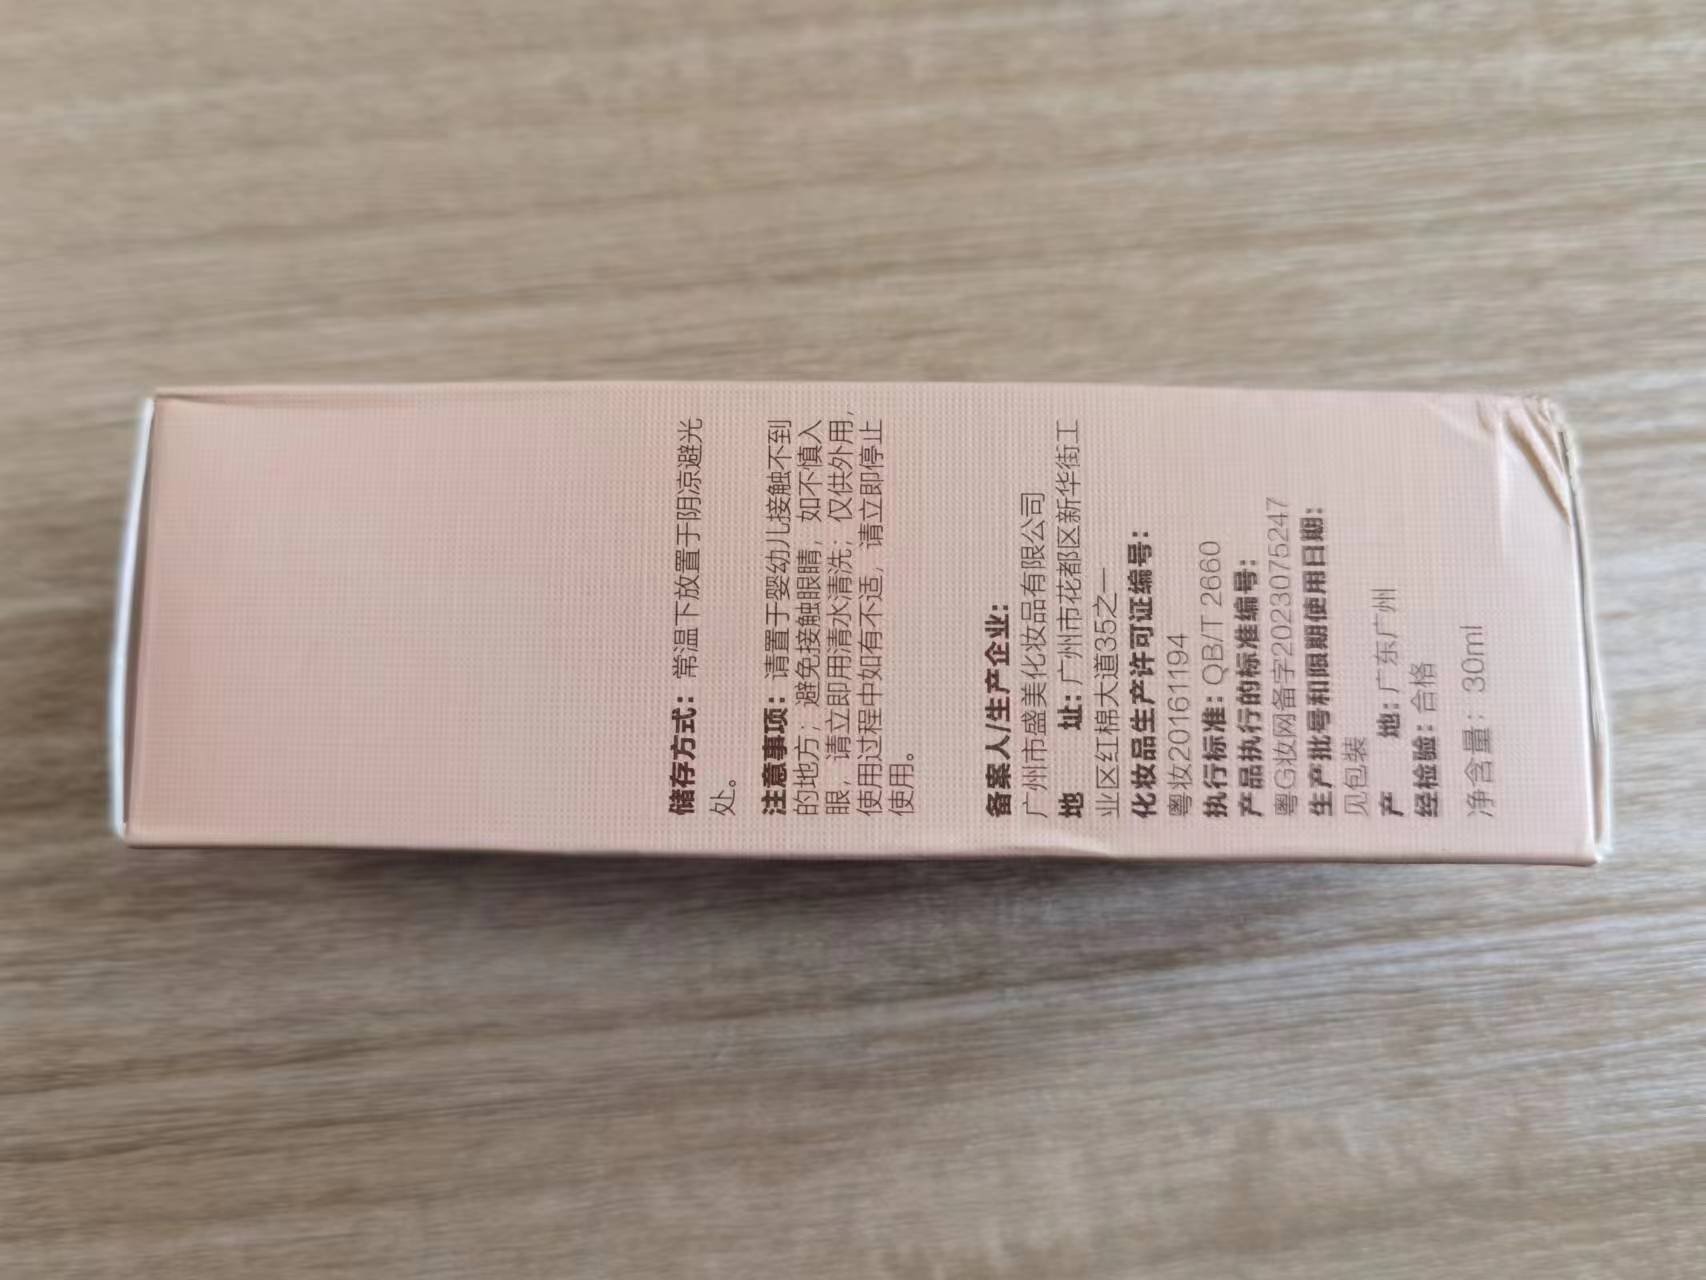 储存方式：常温下放置于阴凉避光
处。
注意事项：请置于婴幼儿接触不到
的地方；避免接触眼睛，如不慎入
眼，请立即用清水清洗；仅供外用，
使用过程中如有不适，请立即停止
使用。
备案人/生产企业：
广州市盛美化妆品有限公司
地 址：广州市花都区新华街工
业区红棉大道35之一
化妆品生产许可证编号：
粤妆20161194
执行标准：QB/T 2660
产品执行的标准编号：
粤G妆网备字2023075247
生产批号和限期使用日期：
见包装
产 地：广东广州
经检验：合格
净含量：30ml